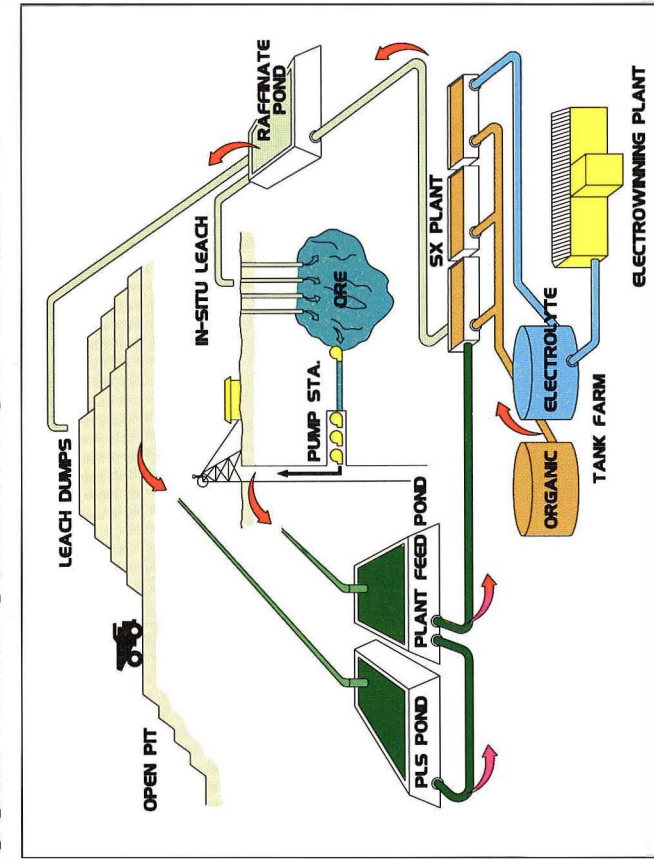 OPEN PIT
LEACH DUMPS
IN-SITU LEACH
RAFFINATE
POND
PUMP STA.
ORE
PLS POND
PLANT FEED POND
SX PLANT
ORGANIC
ELECTROLYTE
TANK FARM
ELECTROWINNING PLANT